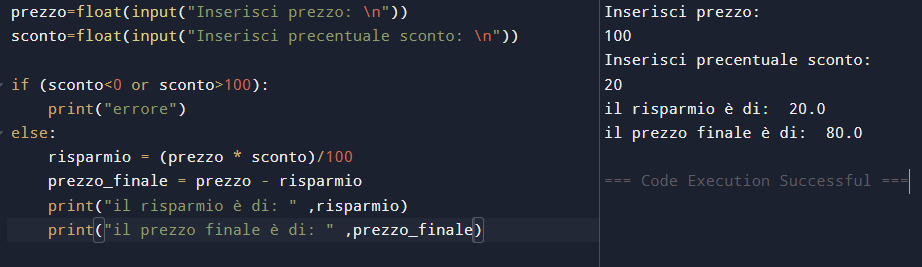 prezzo=float(input("Inserisci prezzo: \n"))
sconto=float(input("Inserisci precentuale sconto: \n"))
if (sconto<0 or sconto>100):
print("errore")
else:
risparmio = (prezzo * sconto)/100
prezzo_finale = prezzo - risparmio
print("il risparmio è di: " ,risparmio)
print("il prezzo finale è di: " ,prezzo_finale)
Inserisci prezzo:
100
Inserisci precentuale sconto:
20
il risparmio è di:  20.0
il prezzo finale è di:  80.0
=== Code Execution Successful ===